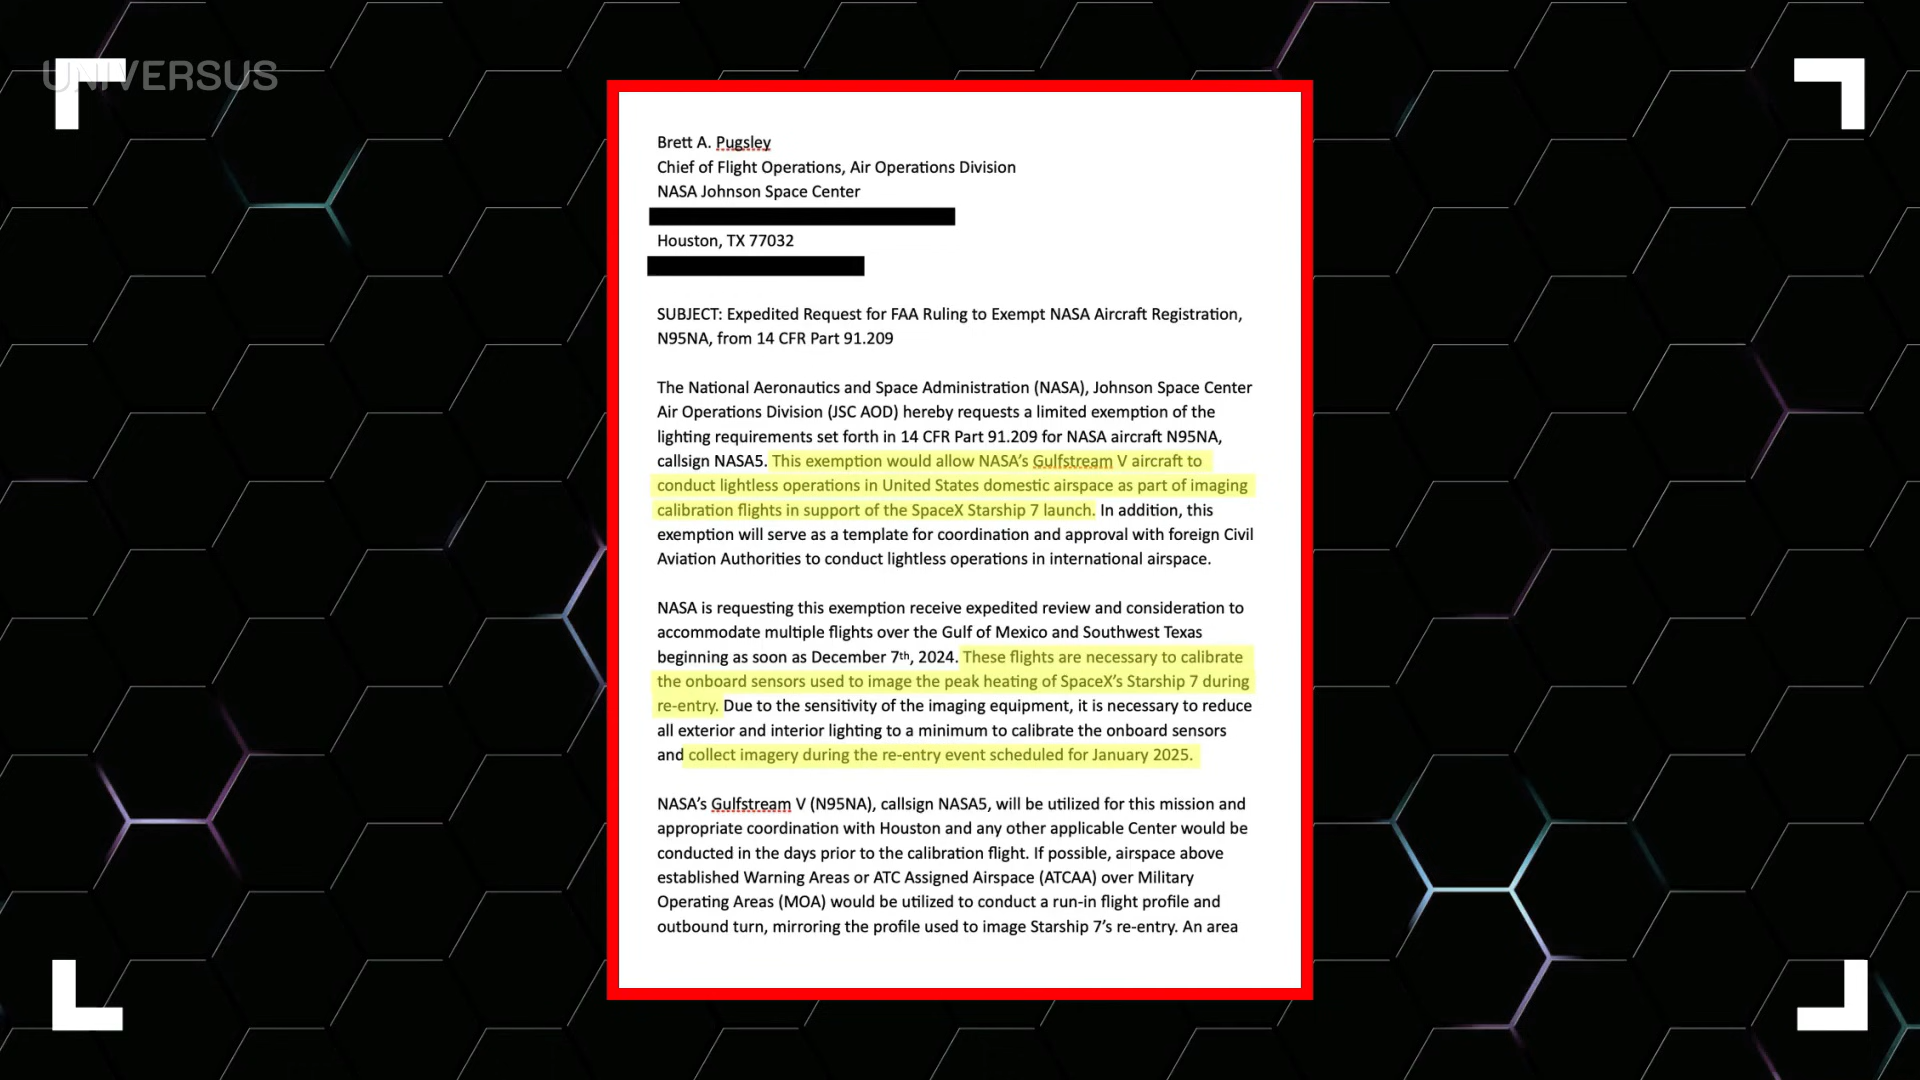 UNIVERSUS
Brett A. Pugsley
Chief of Flight Operations, Air Operations Division
NASA Johnson Space Center
Houston, TX 77032
SUBJECT: Expedited Request for FAA Ruling to Exempt NASA Aircraft Registration,
N95NA, from 14 CFR Part 91.209
The National Aeronautics and Space Administration (NASA), Johnson Space Center
Air Operations Division (JSC AOD) hereby requests a limited exemption of the
lighting requirements set forth in 14 CFR Part 91.209 for NASA aircraft N95NA,
callsign NASA5. This exemption would allow NASA's Gulfstream V aircraft to
conduct lightless operations in United States domestic airspace as part of imaging
calibration flights in support of the SpaceX Starship 7 launch. In addition, this
exemption will serve as a template for coordination and approval with foreign Civil
Aviation Authorities to conduct lightless operations in international airspace.
NASA is requesting this exemption receive expedited review and consideration to
accommodate multiple flights over the Gulf of Mexico and Southwest Texas
beginning as soon as December 7th, 2024. These flights are necessary to calibrate
the onboard sensors used to image the peak heating of SpaceX's Starship 7 during
re-entry. Due to the sensitivity of the imaging equipment, it is necessary to reduce
all exterior and interior lighting to a minimum to calibrate the onboard sensors
and collect imagery during the re-entry event scheduled for January 2025.
NASA's Gulfstream V (N95NA), callsign NASA5, will be utilized for this mission and
appropriate coordination with Houston and any other applicable Center would be
conducted in the days prior to the calibration flight. If possible, airspace above
established Warning Areas or ATC Assigned Airspace (ATCAA) over Military
Operating Areas (MOA) would be utilized to conduct a run-in flight profile and
outbound turn, mirroring the profile used to image Starship 7's re-entry. An area